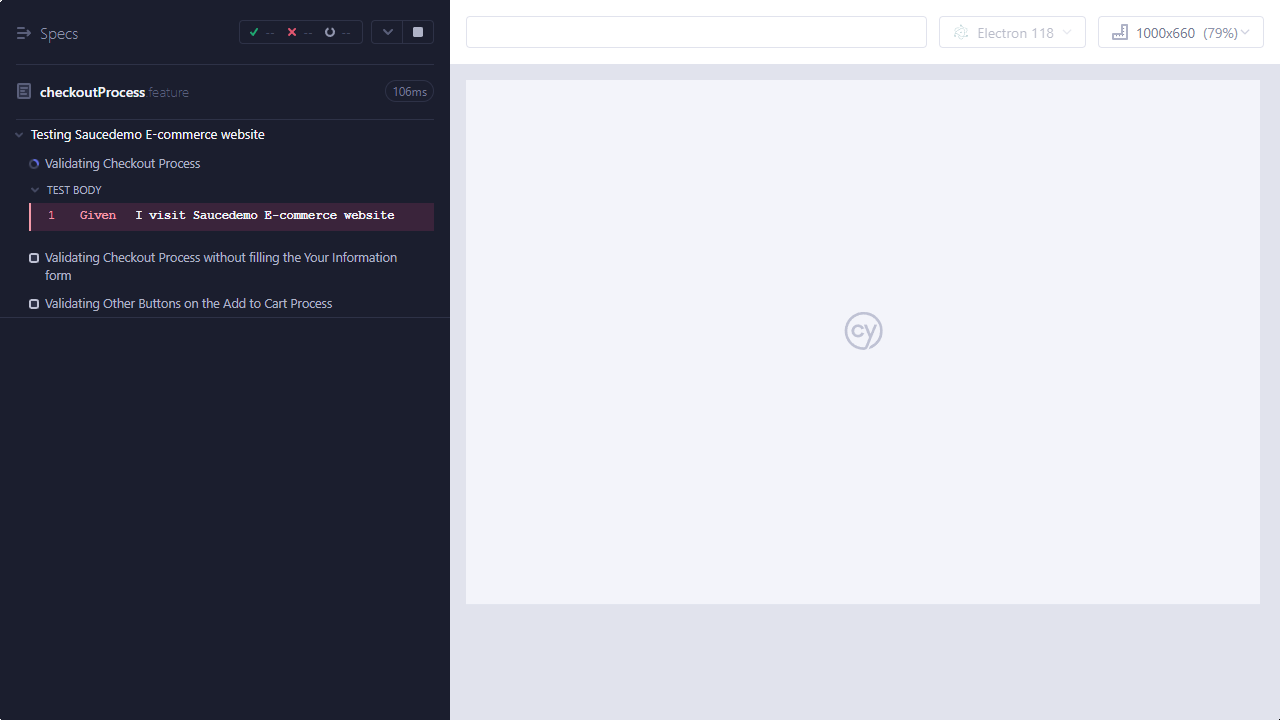 Specs
--
--
--
Electron 118
1000x660 (79%)
checkoutProcess.feature
106ms
Testing Saucedemo E-commerce website
Validating Checkout Process
TEST BODY
1 Given I visit Saucedemo E-commerce website
Validating Checkout Process without filling the Your Information
form
Validating Other Buttons on the Add to Cart Process
cy